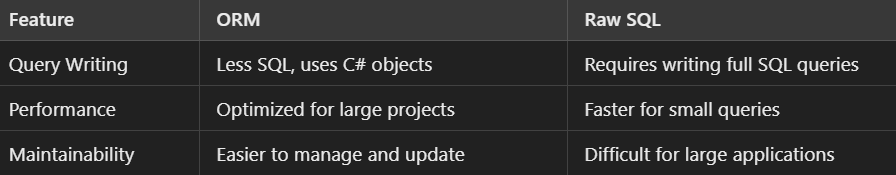 Feature ORM Raw SQL
Query Writing Less SQL, uses C# objects Requires writing full SQL queries
Performance Optimized for large projects Faster for small queries
Maintainability Easier to manage and update Difficult for large applications